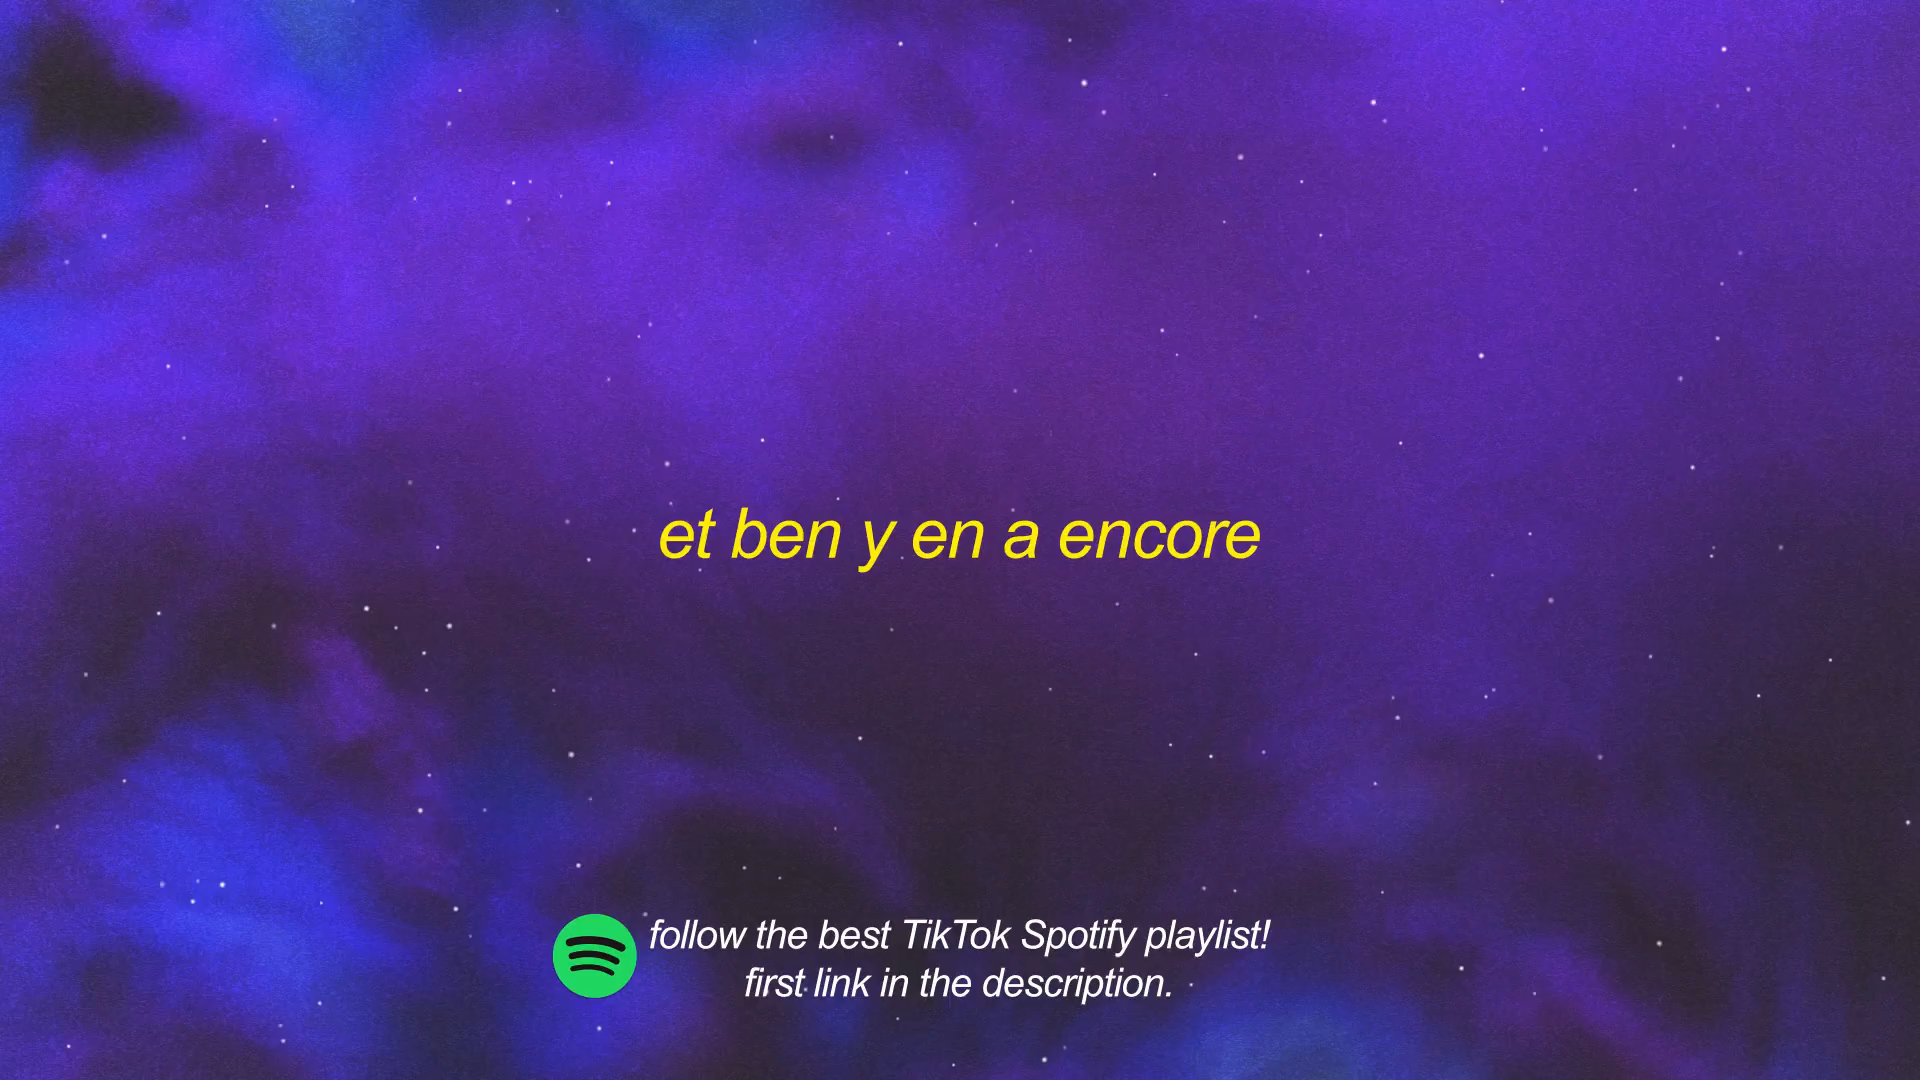 et ben y en a encore
follow the best TikTok Spotify playlist!
first link in the description.